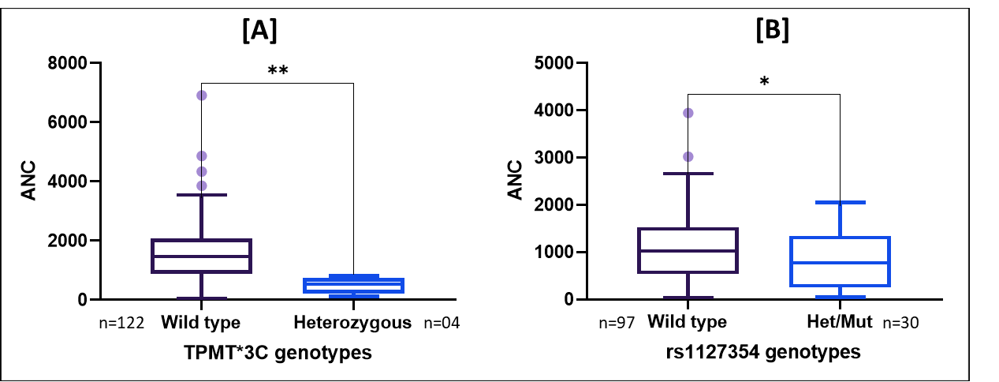 [A]
**
ANC
8000
6000
4000
2000
0
n=122 Wild type Heterozygous n=04
TPMT*3C genotypes
[B]
*
ANC
5000
4000
3000
2000
1000
0
n=97 Wild type Het/Mut n=30
rs1127354 genotypes